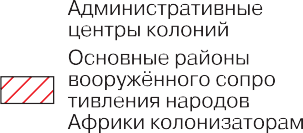 Административные
центры колоний
Основные районы
вооружённого сопро
тивления народов
Африки колонизаторам